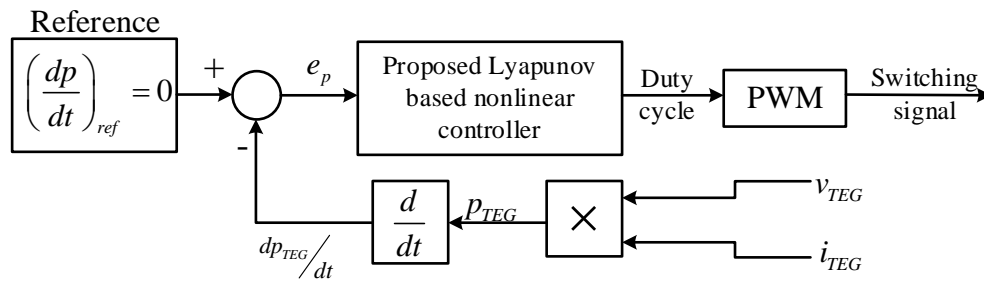 Reference
(dp/dt)ref = 0
+
-
e_p
Proposed Lyapunov
based nonlinear
controller
Duty
cycle
PWM
Switching
signal
dp_TEG/dt
d/dt
p_TEG
×
v_TEG
i_TEG